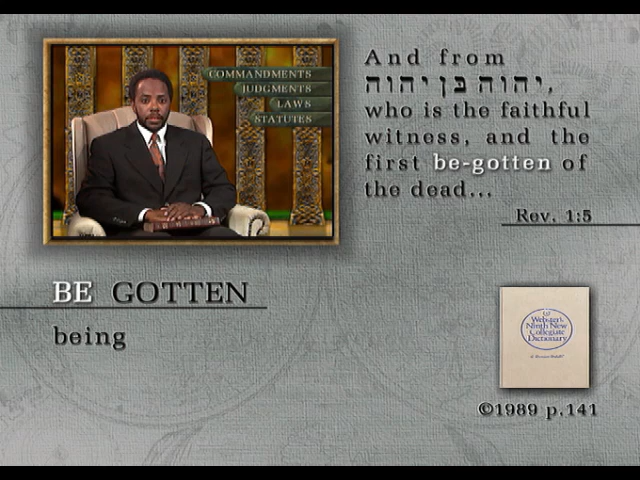 COMMANDMENTS
JUDGMENTS
LAWS
STATUTES
And from
יהוה בן יהוה,
who is the faithful
witness, and the
first be-gotten of
the dead...
Rev. 1:5
BE GOTTEN
being
Webster's
Ninth New
Collegiate
Dictionary
©1989 p.141